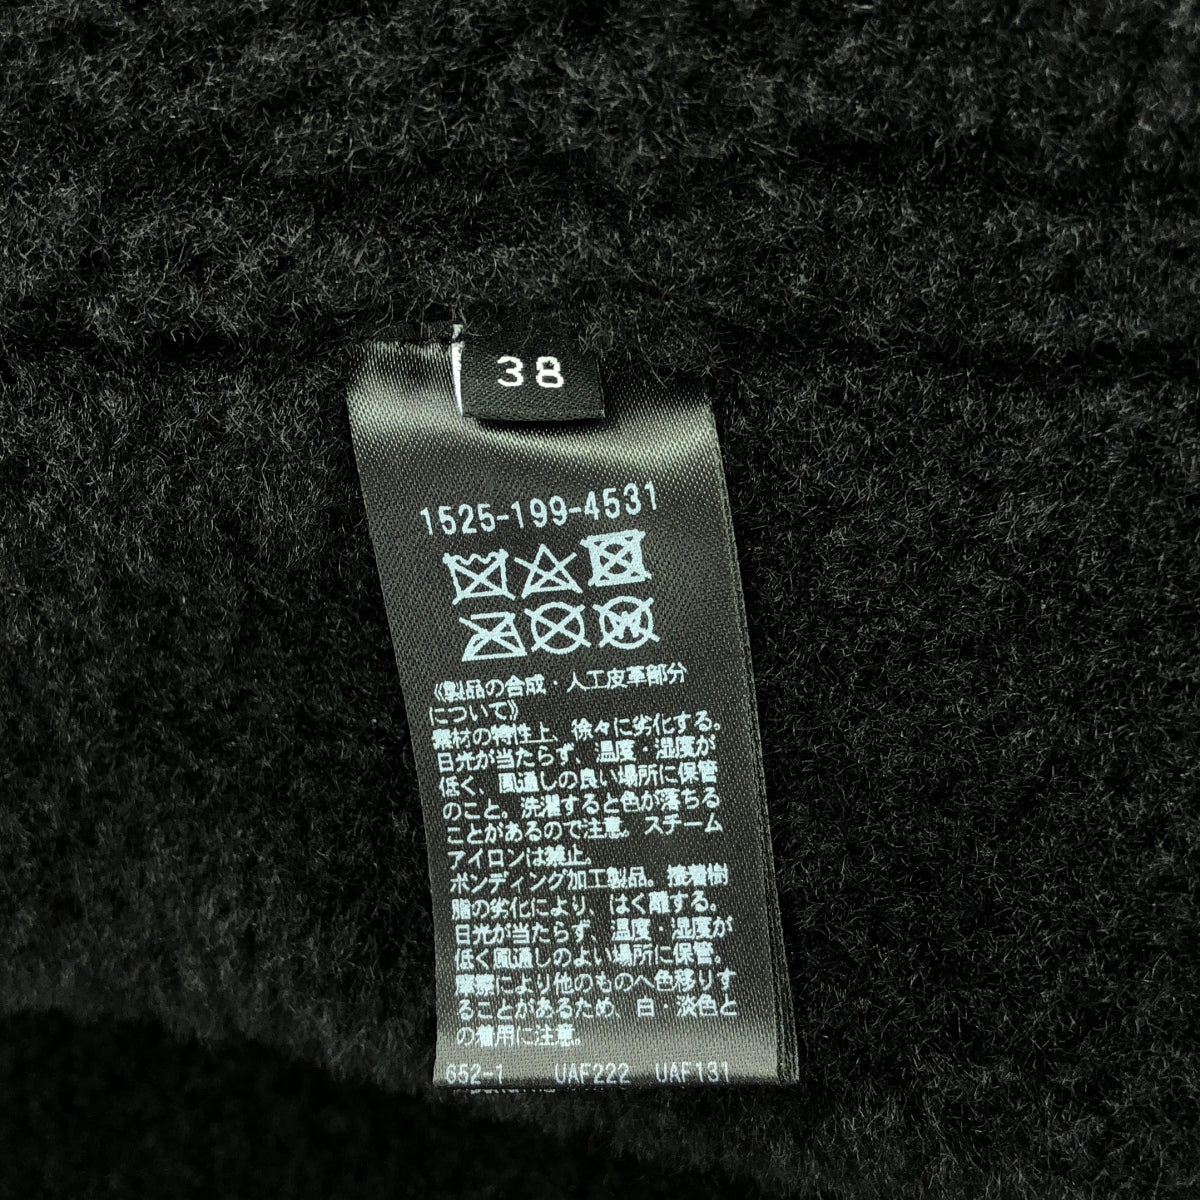 38
1525-199-4531
《製品の合成・人工皮革部分
について》
素材の特性上、徐々に劣化する。
日光が当たらず、温度・湿度が
低く、風通しの良い場所に保管
のこと。洗濯すると色が落ちる
ことがあるので注意。スチーム
アイロンは禁止。
ボンディング加工製品。接着樹
脂の劣化により、はく離する。
日光が当たらず、温度・湿度が
低く風通しのよい場所に保管。
摩擦により他のものへ色移りす
ることがあるため、白・淡色と
の着用に注意。
652-1 UAF222 UAF131